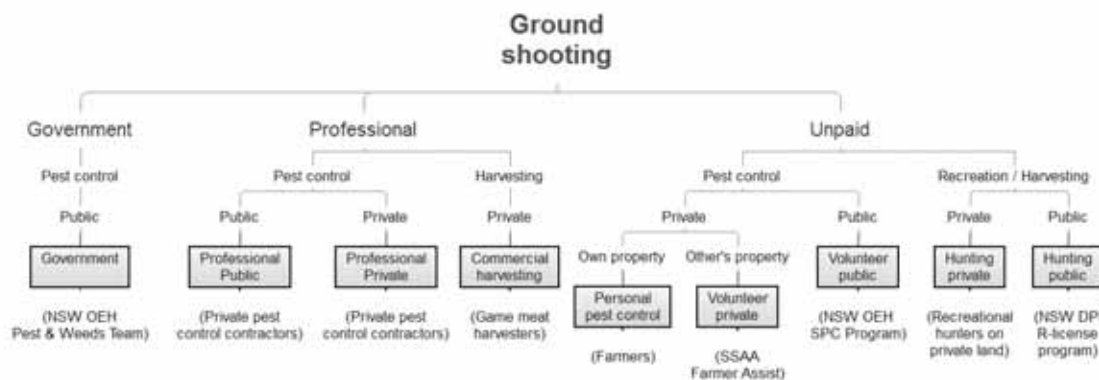 Ground
shooting
Government
Professional
Unpaid
Pest control
Pest control
Harvesting
Pest control
Recreation / Harvesting
Public
Public
Private
Private
Private
Public
Private
Public
Own property
Other's property
Government
Professional
Public
Professional
Private
Commercial
harvesting
Personal
pest control
Volunteer
private
Volunteer
public
Hunting
private
Hunting
public
(NSW OEH
Pest & Weeds Team)
(Private pest
control contractors)
(Private pest
control contractors)
(Game meat
harvesters)
(Farmers)
(SSAA
Farmer Assist)
(NSW OEH
SPC Program)
(Recreational
hunters on
private land)
(NSW DPI
R-license
program)